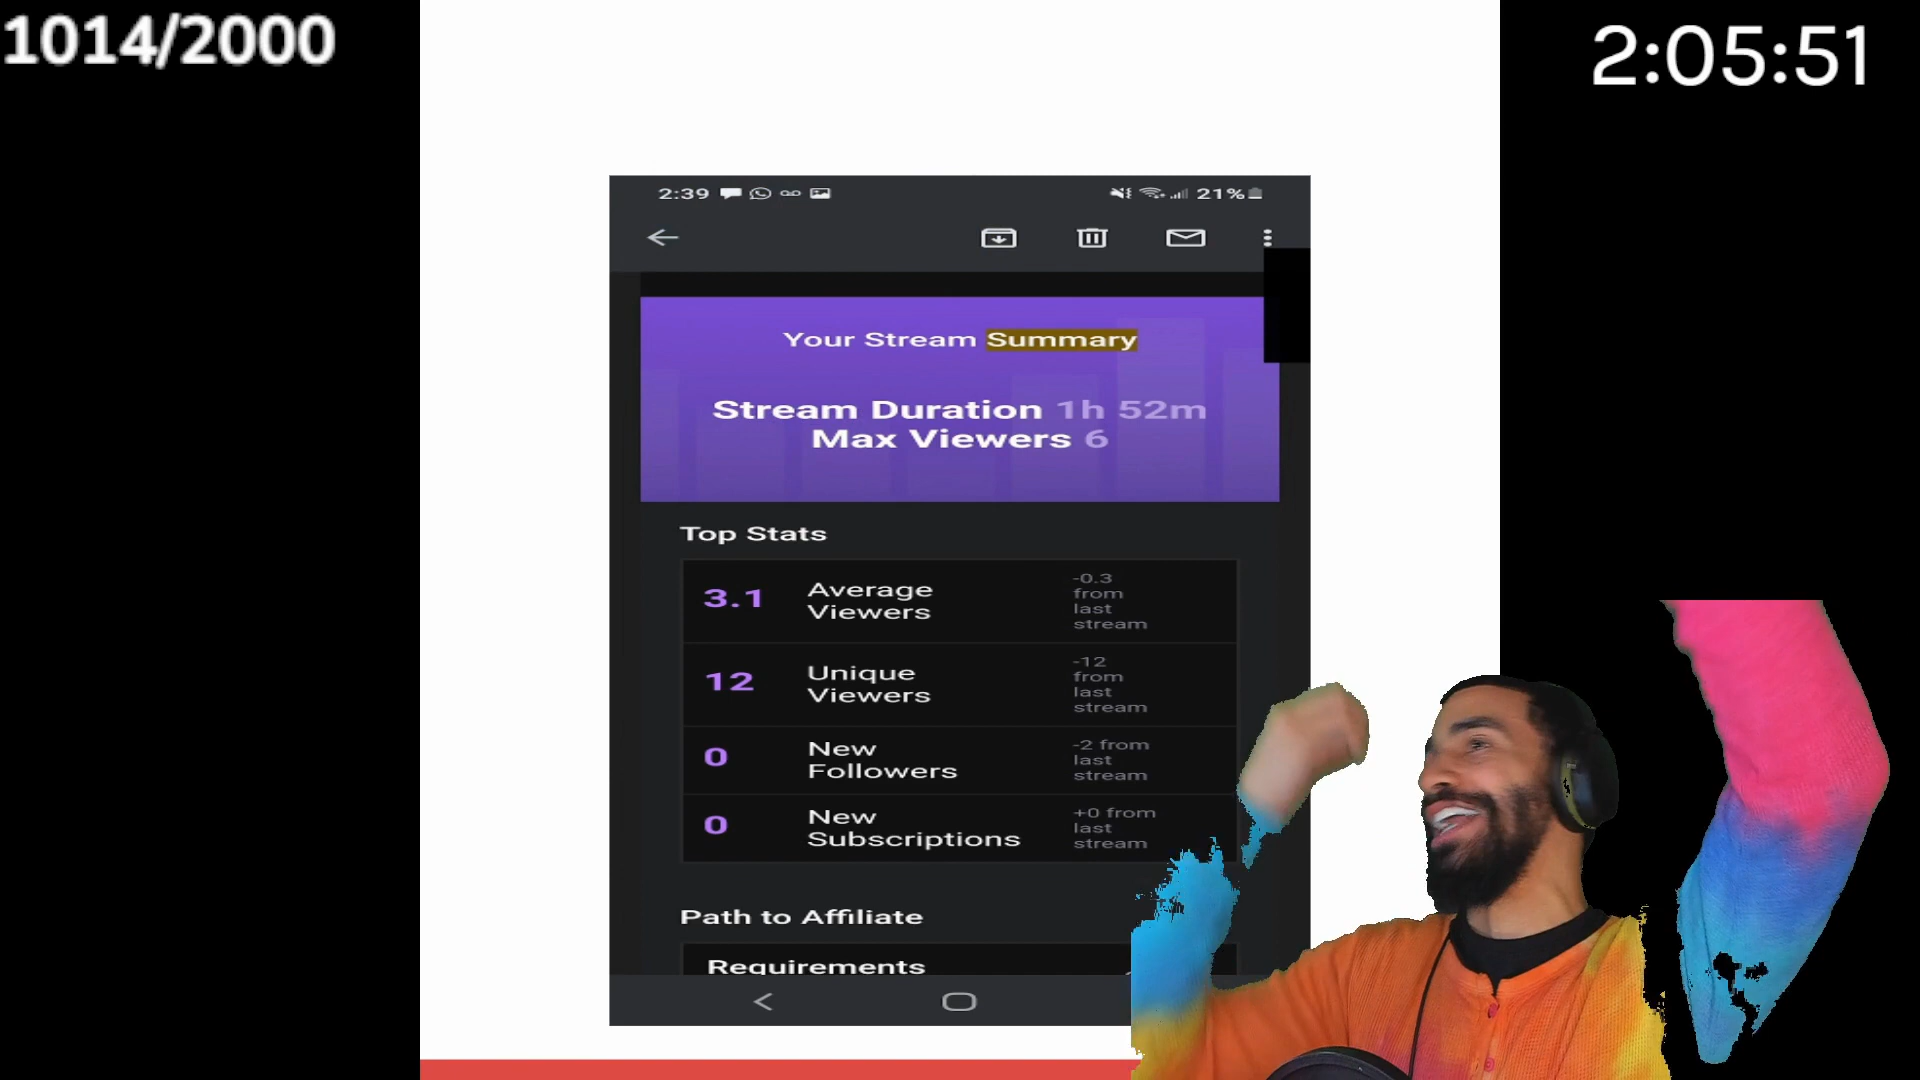 1014/2000
2:05:51
2:39
21%
Your Stream Summary
Stream Duration 1h 52m
Max Viewers 6
Top Stats
3.1
Average
Viewers
-0.3
from
last
stream
12
Unique
Viewers
-12
from
last
stream
0
New
Followers
-2 from
last
stream
0
New
Subscriptions
+0 from
last
stream
Path to Affiliate
Requirements